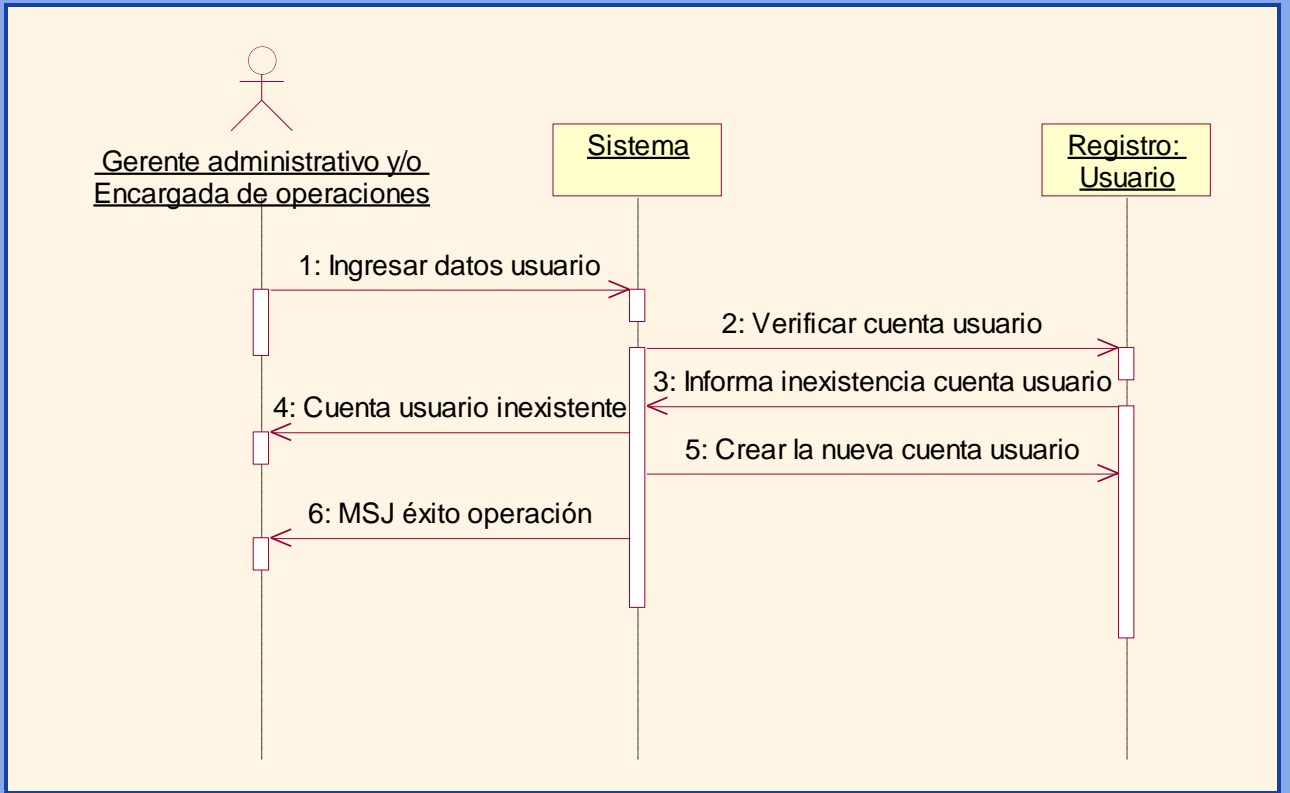 Gerente administrativo y/o
Encargada de operaciones
Sistema
Registro:
Usuario
1: Ingresar datos usuario
2: Verificar cuenta usuario
3: Informa inexistencia cuenta usuario
4: Cuenta usuario inexistente
5: Crear la nueva cuenta usuario
6: MSJ éxito operación